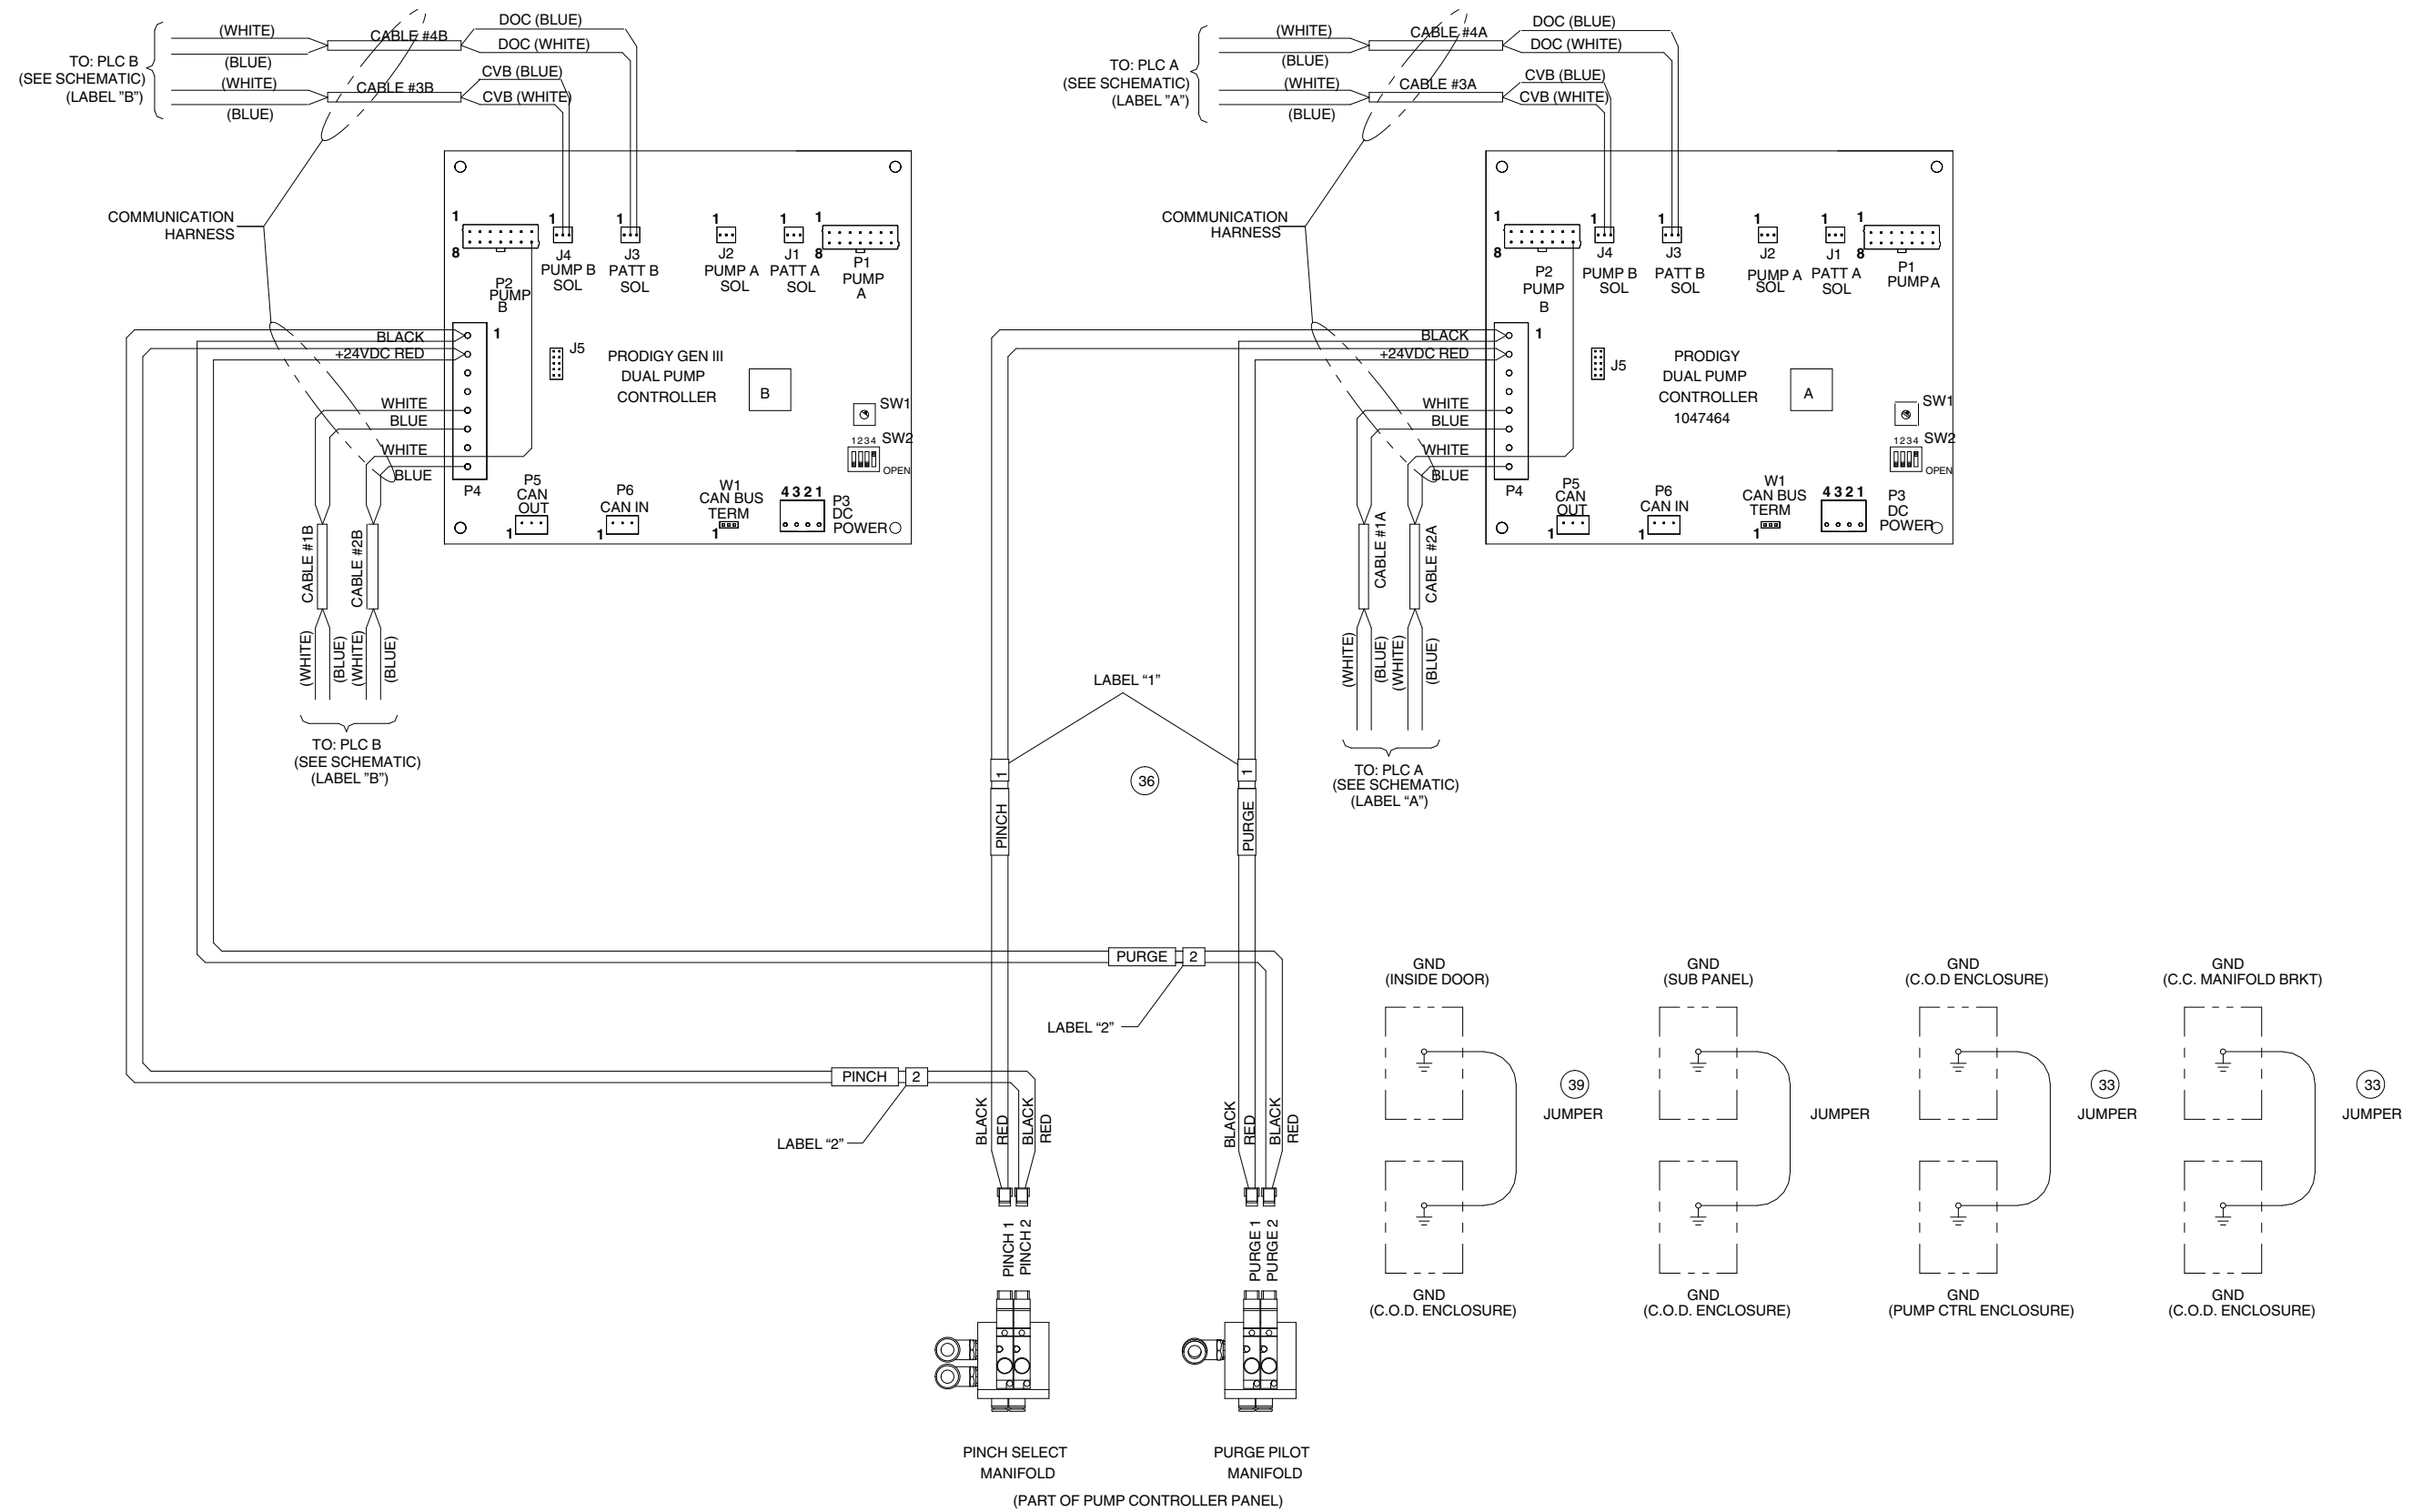 TO: PLC B
(SEE SCHEMATIC)
(LABEL ”B”)
(WHITE)
(BLUE)
(WHITE)
(BLUE)
CABLE #4B
CABLE #3B
DOC (BLUE)
DOC (WHITE)
CVB (BLUE)
CVB (WHITE)
COMMUNICATION
HARNESS
1
8
P2
PUMP
B
1
J4
PUMP B
SOL
1
J3
PATT B
SOL
1
J2
PUMP A
SOL
1
J1
PATT A
SOL
1
8
P1
PUMP
A
BLACK
+24VDC RED
WHITE
BLUE
WHITE
BLUE
1
P4
J5
PRODIGY GEN III
DUAL PUMP
CONTROLLER
B
SW1
1234 SW2
OPEN
P5
CAN
OUT
1
P6
CAN IN
1
W1
CAN BUS
TERM
1
4 3 2 1
P3
DC
POWER
CABLE #1B
CABLE #2B
(WHITE)
(BLUE)
(WHITE)
(BLUE)
TO: PLC B
(SEE SCHEMATIC)
(LABEL ”B”)
TO: PLC A
(SEE SCHEMATIC)
(LABEL ”A”)
(WHITE)
(BLUE)
(WHITE)
(BLUE)
CABLE #4A
CABLE #3A
DOC (BLUE)
DOC (WHITE)
CVB (BLUE)
CVB (WHITE)
COMMUNICATION
HARNESS
1
8
P2
PUMP
B
1
J4
PUMP B
SOL
1
J3
PATT B
SOL
1
J2
PUMP A
SOL
1
J1
PATT A
SOL
1
8
P1
PUMP A
BLACK
+24VDC RED
WHITE
BLUE
WHITE
BLUE
1
P4
J5
PRODIGY
DUAL PUMP
CONTROLLER
1047464
A
SW1
1234 SW2
OPEN
P5
CAN
OUT
1
P6
CAN IN
1
W1
CAN BUS
TERM
1
4 3 2 1
P3
DC
POWER
CABLE #1A
CABLE #2A
(WHITE)
(BLUE)
(WHITE)
(BLUE)
TO: PLC A
(SEE SCHEMATIC)
(LABEL “A”)
LABEL “1”
36
1
PINCH
1
PURGE
PURGE
2
LABEL “2”
PINCH
2
LABEL “2”
BLACK
RED
BLACK
RED
BLACK
RED
BLACK
RED
PINCH 1
PINCH 2
PURGE 1
PURGE 2
PINCH SELECT
MANIFOLD
PURGE PILOT
MANIFOLD
(PART OF PUMP CONTROLLER PANEL)
GND
(INSIDE DOOR)
39
JUMPER
GND
(C.O.D. ENCLOSURE)
GND
(SUB PANEL)
JUMPER
GND
(C.O.D. ENCLOSURE)
GND
(C.O.D ENCLOSURE)
33
JUMPER
GND
(PUMP CTRL ENCLOSURE)
GND
(C.C. MANIFOLD BRKT)
33
JUMPER
GND
(C.O.D. ENCLOSURE)